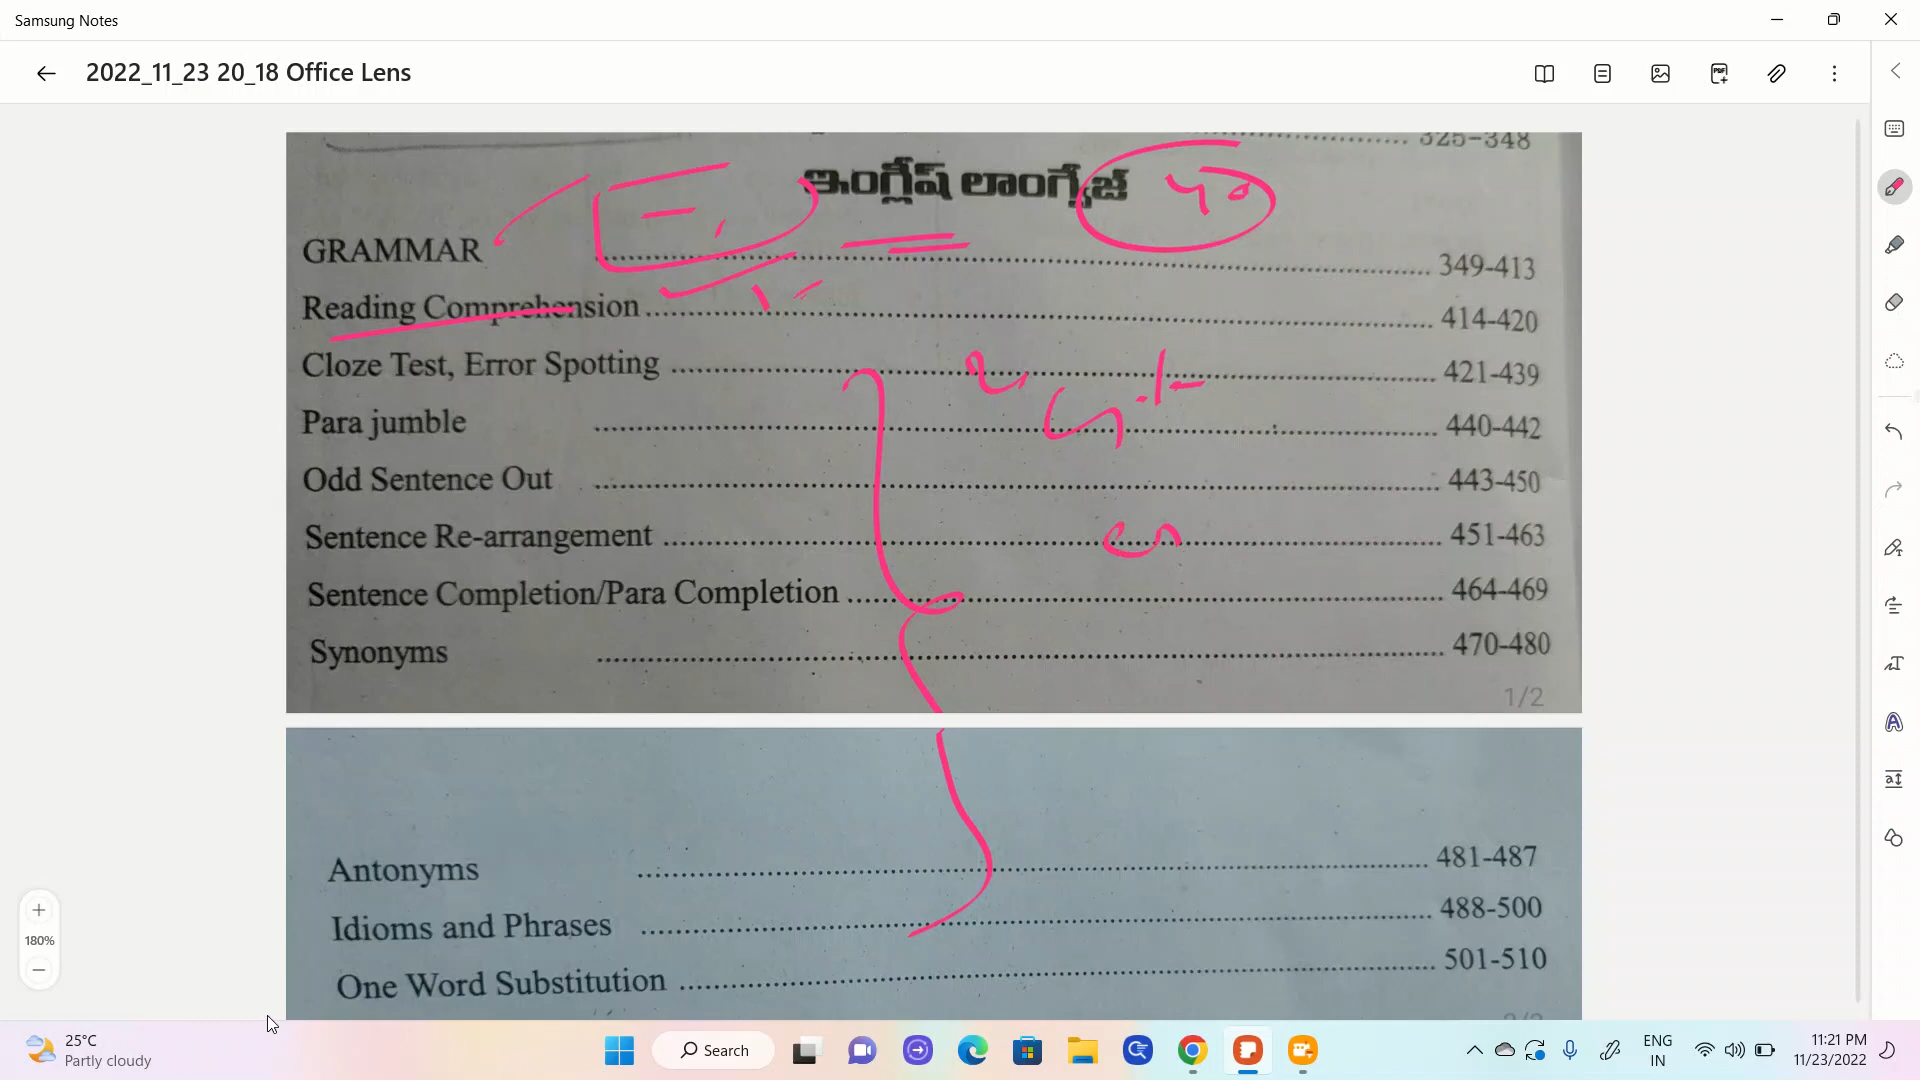 Samsung Notes
2022_11_23 20_18 Office Lens
325-348
ఇంగ్లీష్ లాంగ్వేజ్
40
GRAMMAR ........ 349-413
Reading Comprehension ........ 414-420
Cloze Test, Error Spotting ........ 421-439
Para jumble ........ 440-442
Odd Sentence Out ........ 443-450
Sentence Re-arrangement ........ 451-463
Sentence Completion/Para Completion ........ 464-469
Synonyms ........ 470-480
1/2
Antonyms ........ 481-487
Idioms and Phrases ........ 488-500
One Word Substitution ........ 501-510
180%
25°C
Partly cloudy
Search
ENG
IN
11:21 PM
11/23/2022